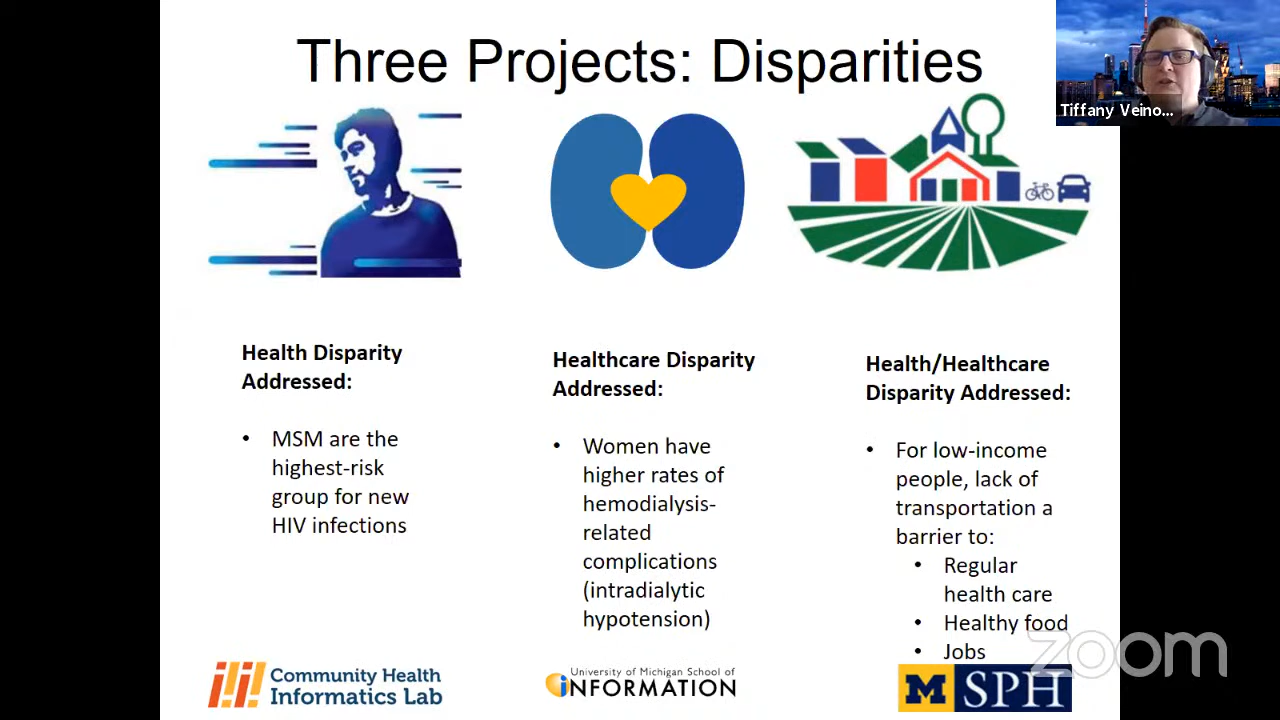 Three Projects: Disparities
Tiffany Veino...
Health Disparity
Addressed:
• MSM are the
highest-risk
group for new
HIV infections
Healthcare Disparity
Addressed:
• Women have
higher rates of
hemodialysis-
related
complications
(intradialytic
hypotension)
Health/Healthcare
Disparity Addressed:
• For low-income
people, lack of
transportation a
barrier to:
• Regular
health care
• Healthy food
• Jobs
zoom
Community Health
Informatics Lab
University of Michigan School of
iNFORMATION
M SPH